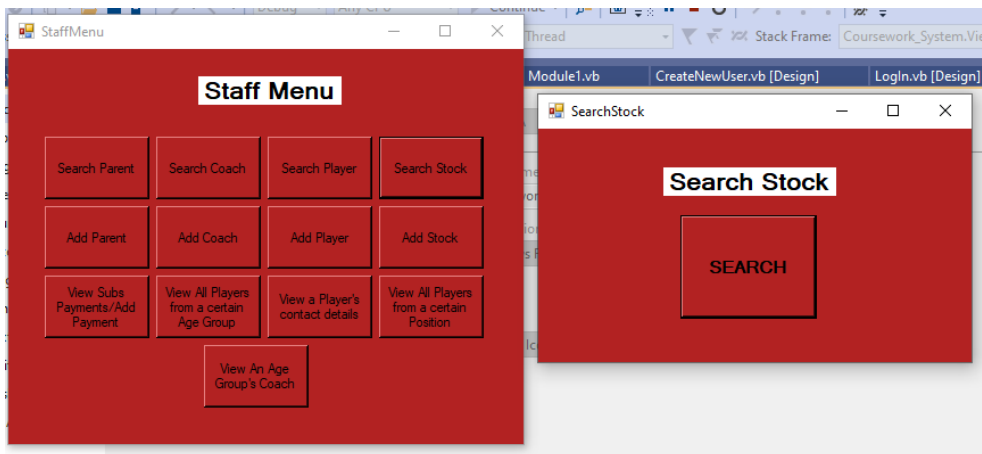 Continue
StaffMenu
Thread
Stack Frame:
Coursework_System.Vie
Module1.vb
CreateNewUser.vb [Design]
LogIn.vb [Design]
Staff Menu
SearchStock
Search Parent
Search Coach
Search Player
Search Stock
Search Stock
Add Parent
Add Coach
Add Player
Add Stock
SEARCH
View Subs
Payments/Add
Payment
View All Players
from a certain
Age Group
View a Player's
contact details
View All Players
from a certain
Position
View An Age
Group's Coach